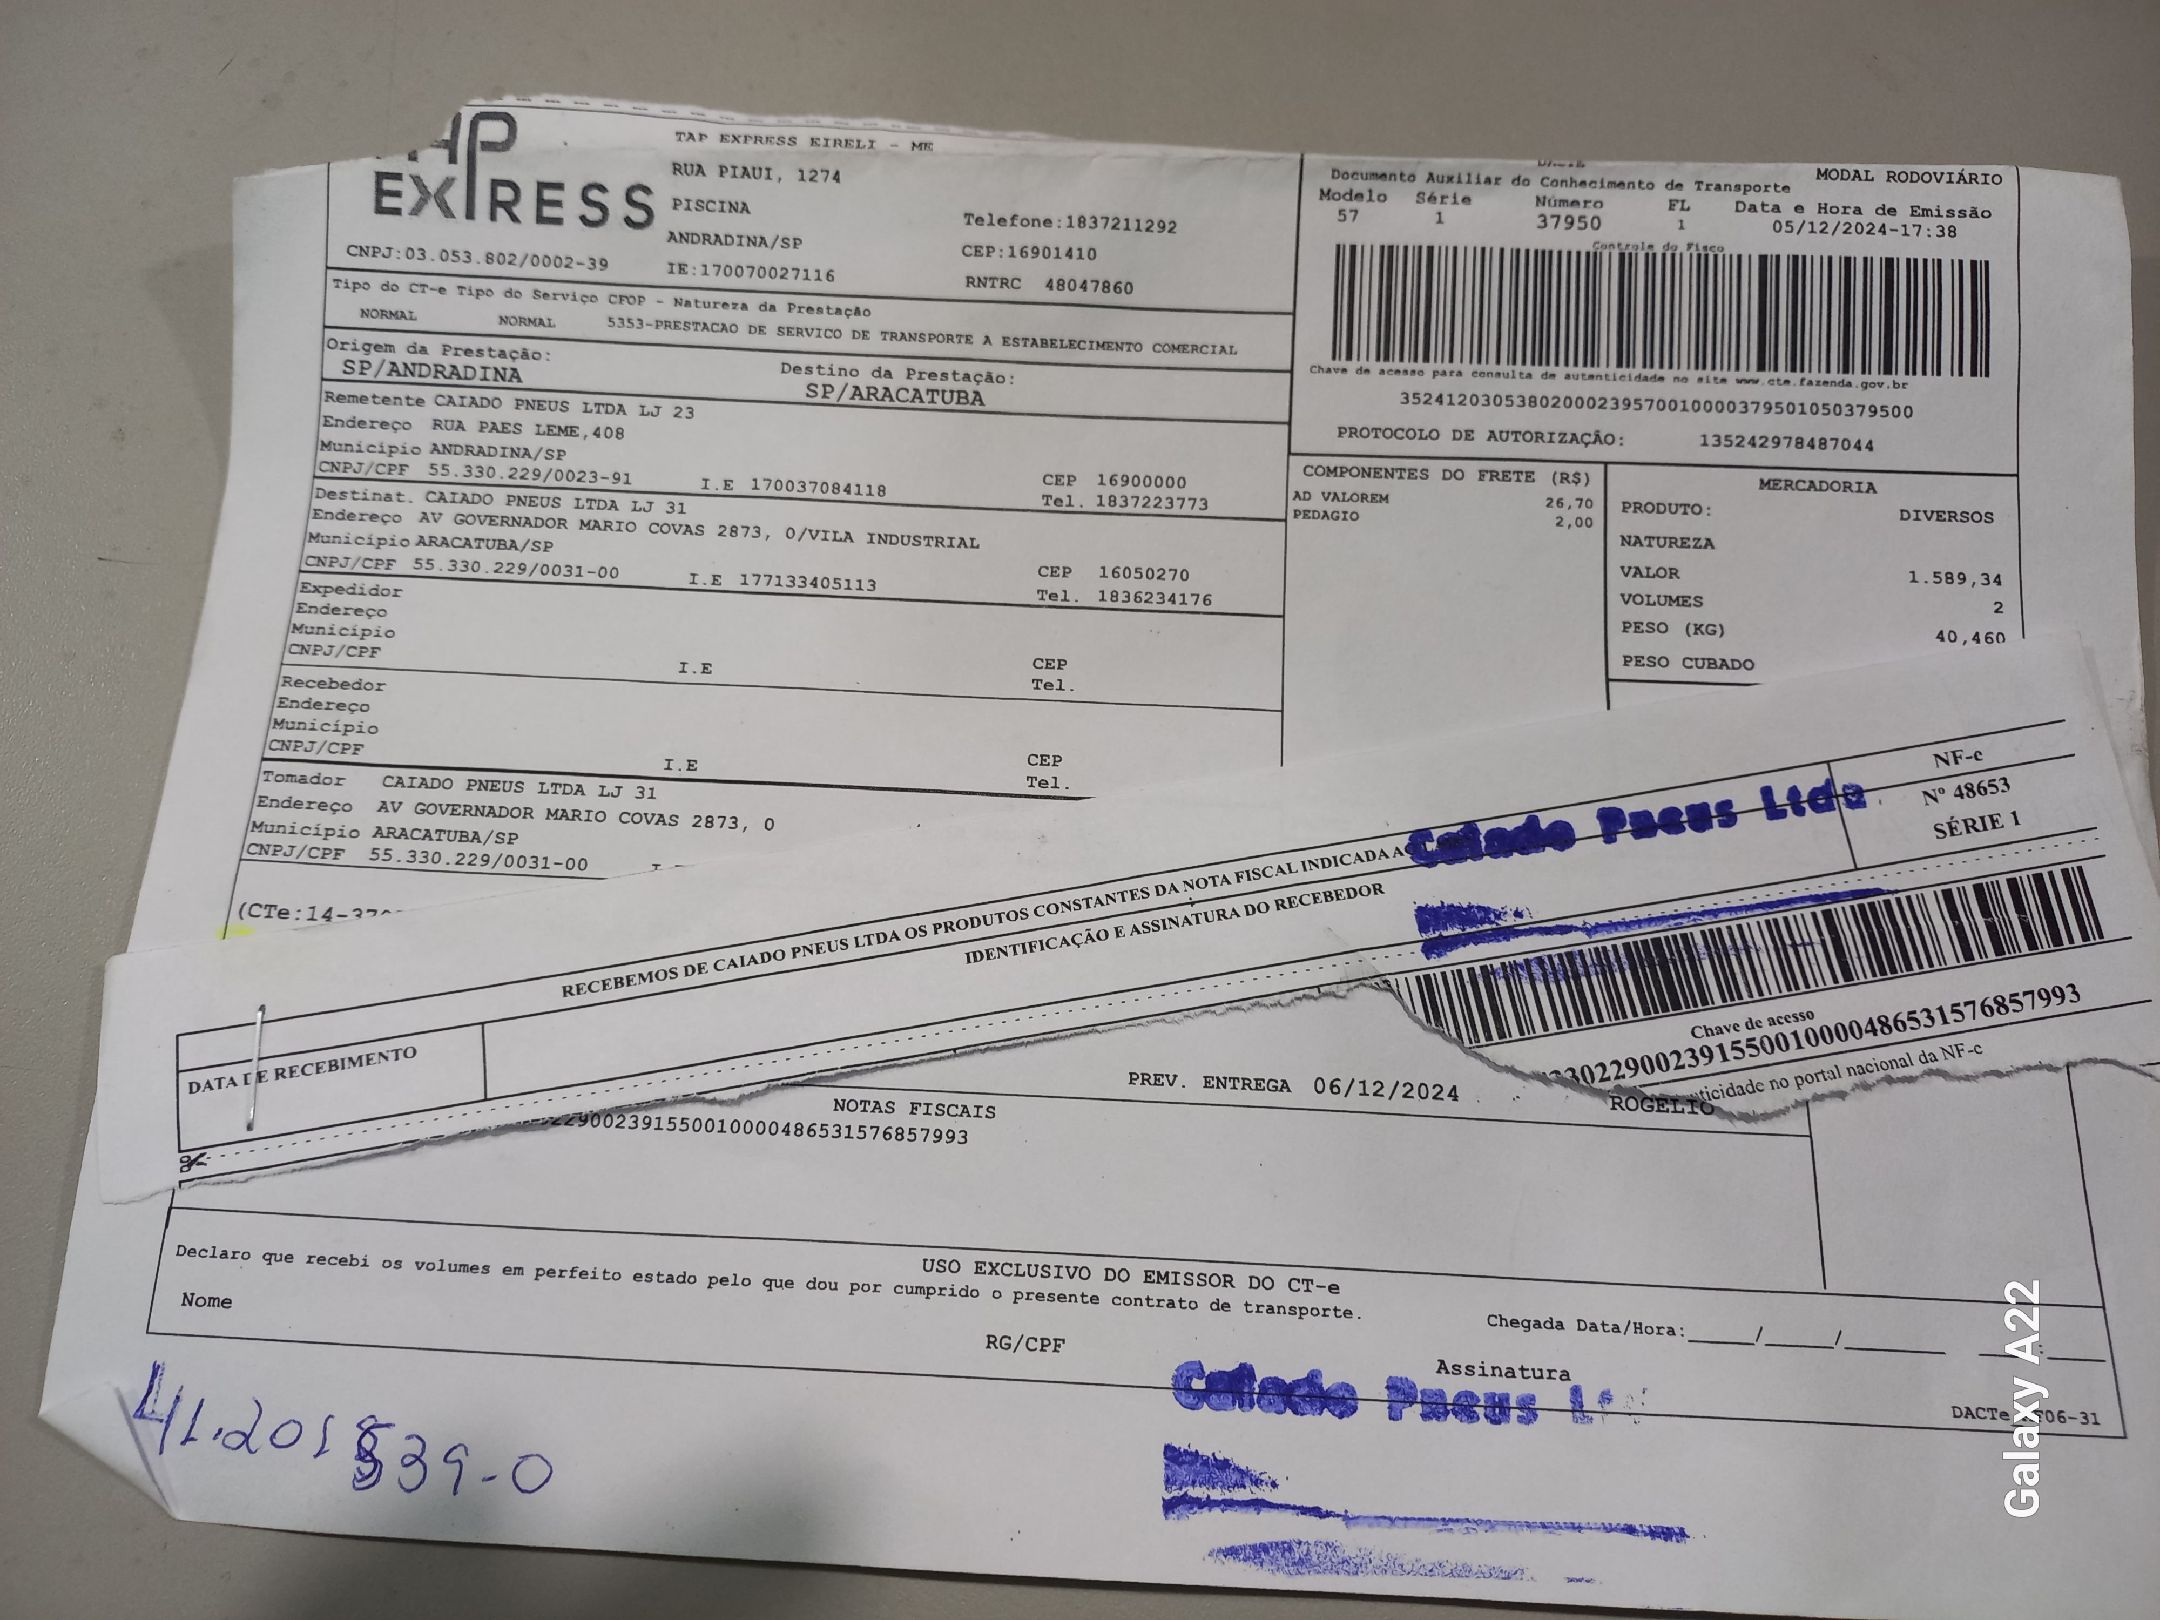 EXPRESS
TAP EXPRESS EIRELI - ME
RUA PIAUI, 1274
PISCINA
ANDRADINA/SP
IE:170070027116
Telefone:1837211292
CEP:16901410
RNTRC 48047860
CNPJ:03.053.802/0002-39
MODAL RODOVIÁRIO
Documento Auxiliar do Conhecimento de Transporte
Modelo Série Número FL Data e Hora de Emissão
57 1 37950 1 05/12/2024-17:38
Controle do Fisco
Chave de acesso para consulta de autenticidade no site www.cte.fazenda.gov.br
35241203053802000239570010000379501050379500
PROTOCOLO DE AUTORIZAÇÃO: 135242978487044
Tipo do CT-e Tipo do Serviço CFOP - Natureza da Prestação
NORMAL NORMAL 5353-PRESTACAO DE SERVICO DE TRANSPORTE A ESTABELECIMENTO COMERCIAL
Origem da Prestação: Destino da Prestação:
SP/ANDRADINA SP/ARACATUBA
Remetente CAIADO PNEUS LTDA LJ 23
Endereço RUA PAES LEME,408
Município ANDRADINA/SP CEP 16900000
CNPJ/CPF 55.330.229/0023-91 I.E 170037084118 Tel. 1837223773
Destinat. CAIADO PNEUS LTDA LJ 31
Endereço AV GOVERNADOR MARIO COVAS 2873, 0/VILA INDUSTRIAL
Município ARACATUBA/SP CEP 16050270
CNPJ/CPF 55.330.229/0031-00 I.E 177133405113 Tel. 1836234176
Expedidor
Endereço
Município CEP
CNPJ/CPF I.E Tel.
Recebedor
Endereço
Município CEP
CNPJ/CPF I.E Tel.
Tomador CAIADO PNEUS LTDA LJ 31
Endereço AV GOVERNADOR MARIO COVAS 2873, 0
Município ARACATUBA/SP
CNPJ/CPF 55.330.229/0031-00
COMPONENTES DO FRETE (R$)
AD VALOREM 26,70
PEDAGIO 2,00
MERCADORIA
PRODUTO: DIVERSOS
NATUREZA
VALOR 1.589,34
VOLUMES 2
PESO (KG) 40,460
PESO CUBADO
(CTe:14-37
RECEBEMOS DE CAIADO PNEUS LTDA OS PRODUTOS CONSTANTES DA NOTA FISCAL INDICADA A
Caiado Pneus Ltda
NF-e
Nº 48653
SÉRIE 1
DATA DE RECEBIMENTO
IDENTIFICAÇÃO E ASSINATURA DO RECEBEDOR
Chave de acesso
30229002391550010000486531576857993
ticidade no portal nacional da NF-e
PREV. ENTREGA 06/12/2024
ROGELIO
NOTAS FISCAIS
29002391550010000486531576857993
USO EXCLUSIVO DO EMISSOR DO CT-e
Declaro que recebi os volumes em perfeito estado pelo que dou por cumprido o presente contrato de transporte.
Nome
RG/CPF
Chegada Data/Hora:_____/_____/_____
Assinatura
Caiado Pneus
DACTe 06-31
839-0
Galaxy A22